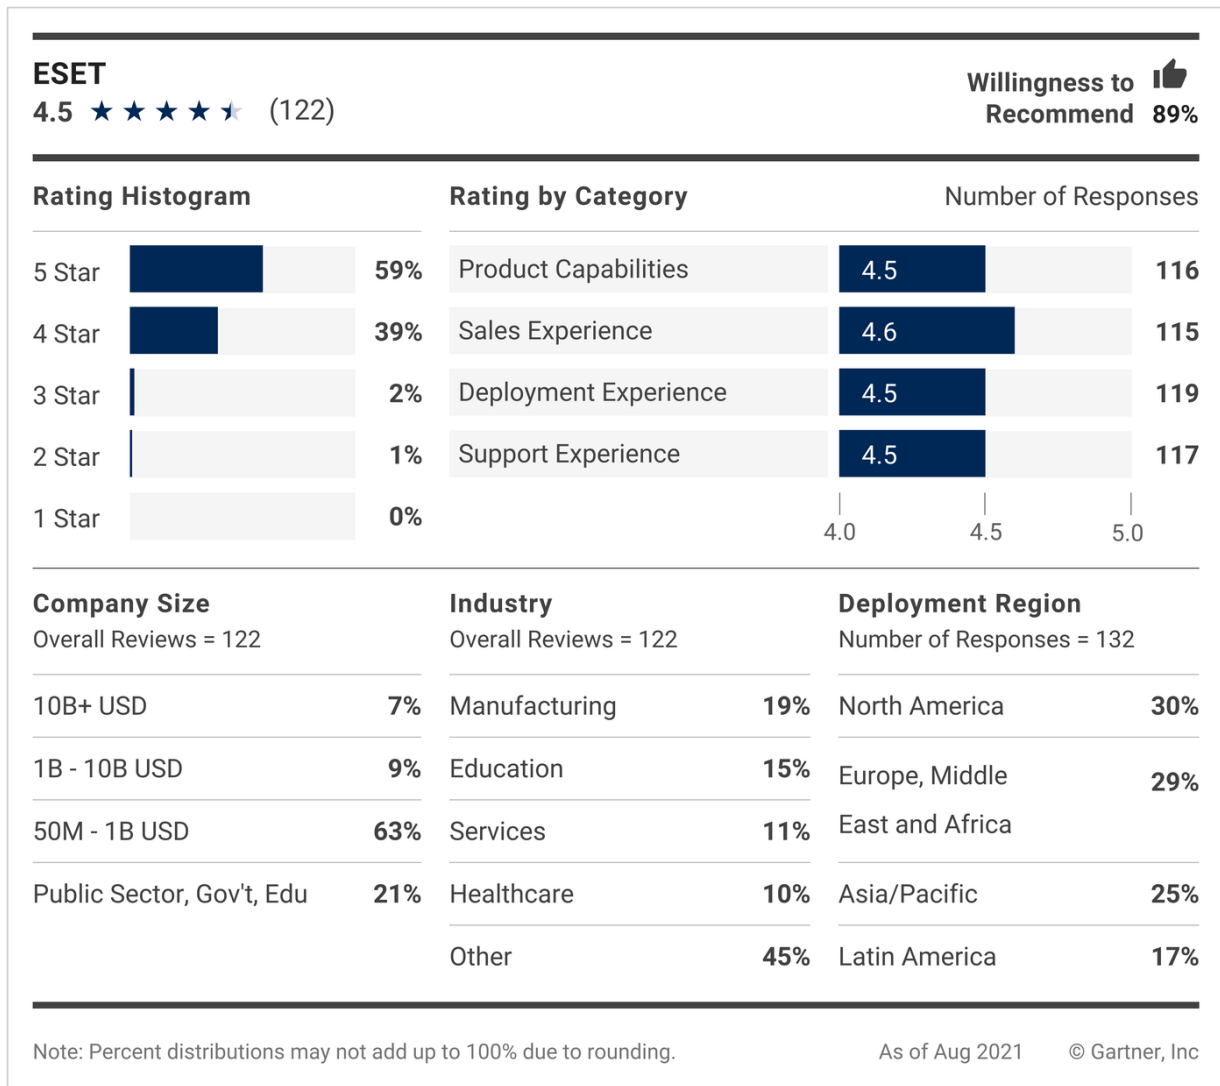 ESET
4.5 ★ ★ ★ ★ ⯪ (122)
Willingness to
Recommend 89%
Rating Histogram
5 Star 59%
4 Star 39%
3 Star 2%
2 Star 1%
1 Star 0%
Rating by Category Number of Responses
Product Capabilities 4.5 116
Sales Experience 4.6 115
Deployment Experience 4.5 119
Support Experience 4.5 117
4.0 4.5 5.0
Company Size
Overall Reviews = 122
10B+ USD 7%
1B - 10B USD 9%
50M - 1B USD 63%
Public Sector, Gov't, Edu 21%
Industry
Overall Reviews = 122
Manufacturing 19%
Education 15%
Services 11%
Healthcare 10%
Other 45%
Deployment Region
Number of Responses = 132
North America 30%
Europe, Middle 29%
East and Africa
Asia/Pacific 25%
Latin America 17%
Note: Percent distributions may not add up to 100% due to rounding. As of Aug 2021 © Gartner, Inc